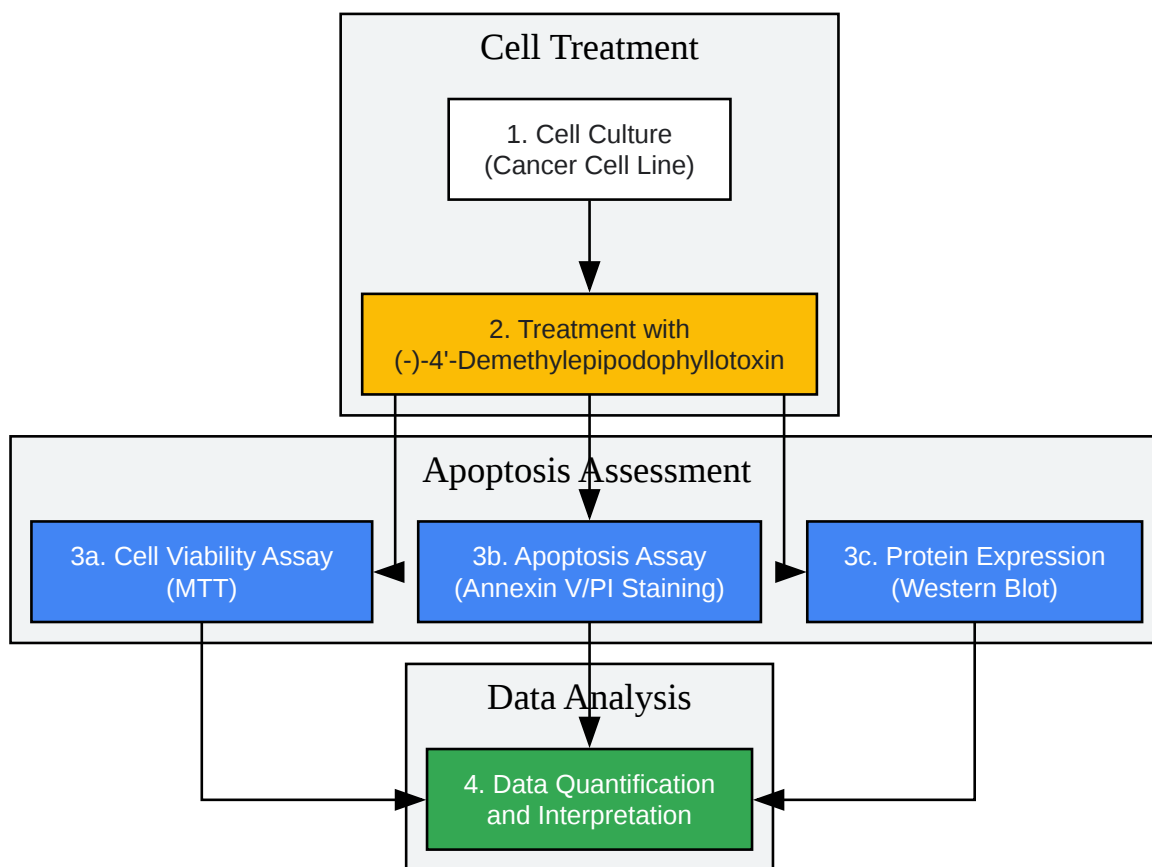 Cell Treatment
1. Cell Culture
(Cancer Cell Line)
2. Treatment with
(-)-4'-Demethylepipodophyllotoxin
Apoptosis Assessment
3a. Cell Viability Assay
(MTT)
3b. Apoptosis Assay
(Annexin V/PI Staining)
3c. Protein Expression
(Western Blot)
Data Analysis
4. Data Quantification
and Interpretation